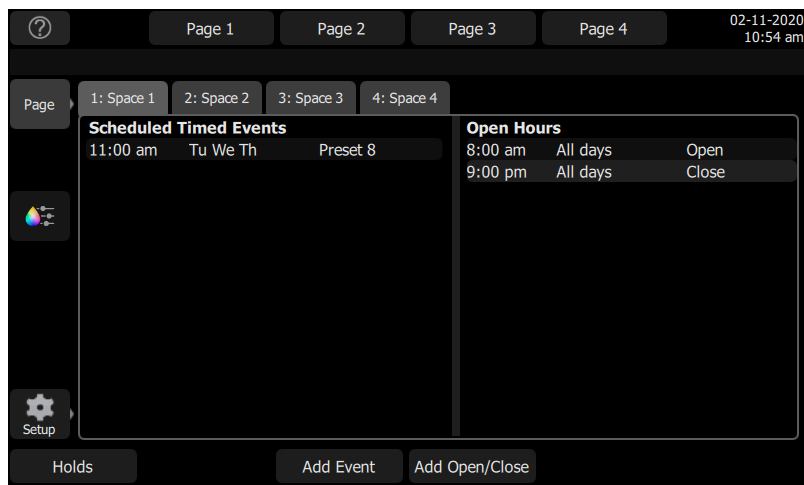 ?
Page 1
Page 2
Page 3
Page 4
02-11-2020
10:54 am
Page
1: Space 1
2: Space 2
3: Space 3
4: Space 4
Scheduled Timed Events
11:00 am Tu We Th Preset 8
Open Hours
8:00 am All days Open
9:00 pm All days Close
Setup
Holds
Add Event
Add Open/Close